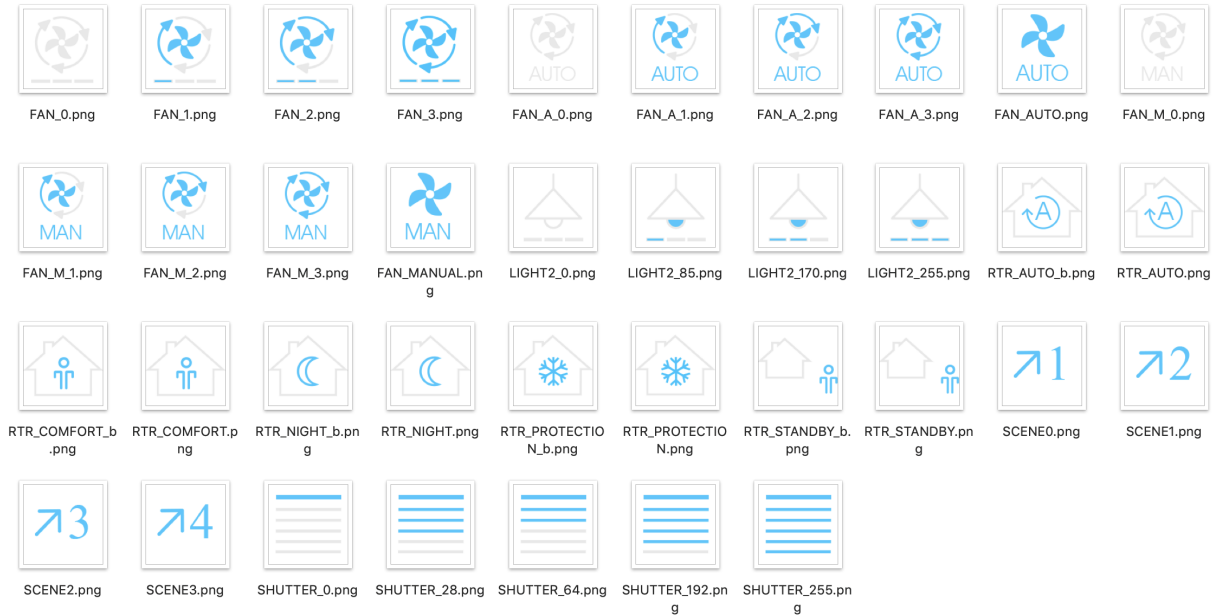 AUTO AUTO AUTO AUTO AUTO MAN
FAN_0.png FAN_1.png FAN_2.png FAN_3.png FAN_A_0.png FAN_A_1.png FAN_A_2.png FAN_A_3.png FAN_AUTO.png FAN_M_0.png
MAN MAN MAN MAN A A
FAN_M_1.png FAN_M_2.png FAN_M_3.png FAN_MANUAL.pn LIGHT2_0.png LIGHT2_85.png LIGHT2_170.png LIGHT2_255.png RTR_AUTO_b.png RTR_AUTO.png
g
1 2
RTR_COMFORT_b RTR_COMFORT.p RTR_NIGHT_b.pn RTR_NIGHT.png RTR_PROTECTIO RTR_PROTECTIO RTR_STANDBY_b. RTR_STANDBY.pn SCENE0.png SCENE1.png
.png ng g N_b.png N.png png g
3 4
SCENE2.png SCENE3.png SHUTTER_0.png SHUTTER_28.png SHUTTER_64.png SHUTTER_192.pn SHUTTER_255.pn
g g